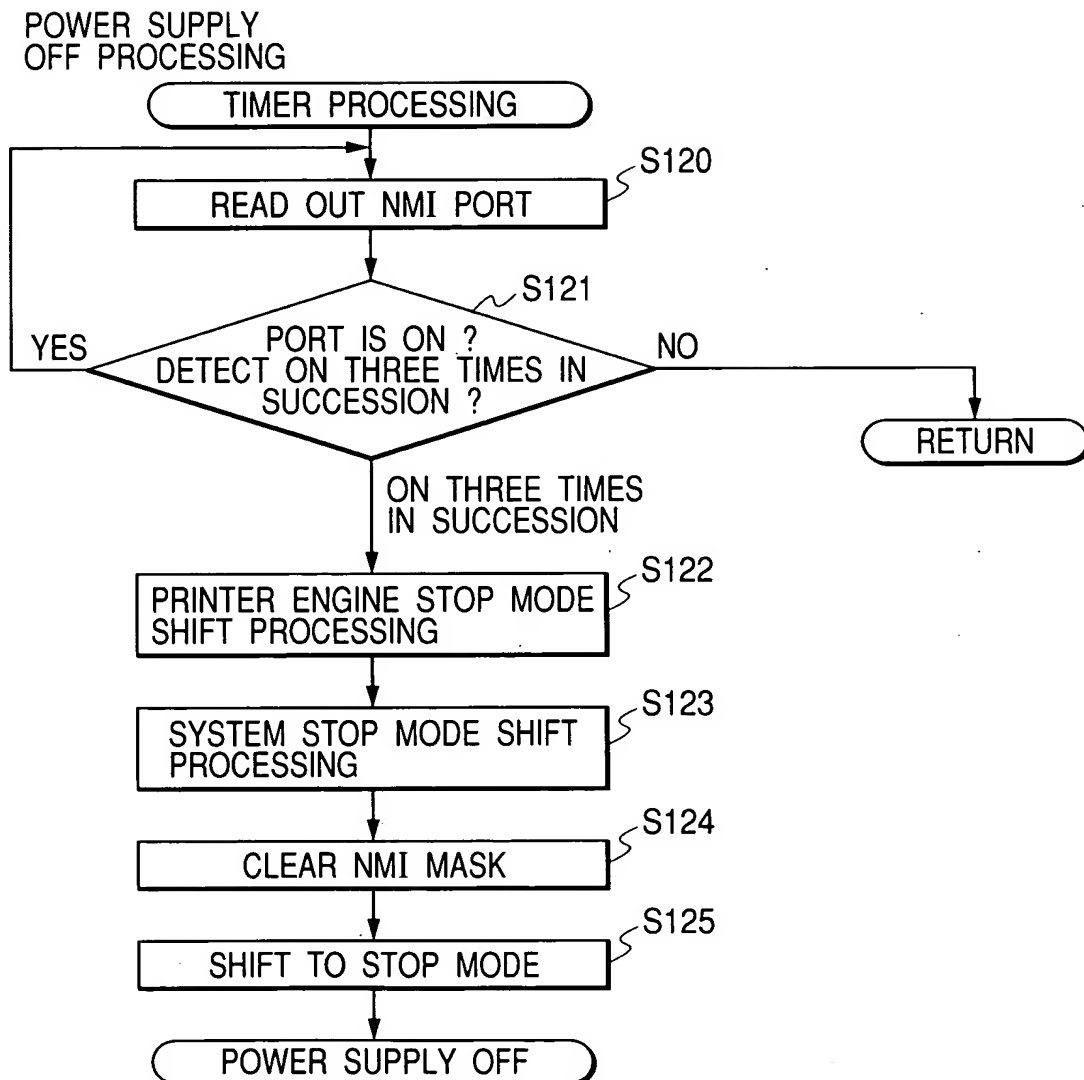 POWER SUPPLY
OFF PROCESSING
TIMER PROCESSING
S120
READ OUT NMI PORT
S121
PORT IS ON ?
DETECT ON THREE TIMES IN
SUCCESSION ?
YES
NO
RETURN
ON THREE TIMES
IN SUCCESSION
S122
PRINTER ENGINE STOP MODE
SHIFT PROCESSING
S123
SYSTEM STOP MODE SHIFT
PROCESSING
S124
CLEAR NMI MASK
S125
SHIFT TO STOP MODE
POWER SUPPLY OFF